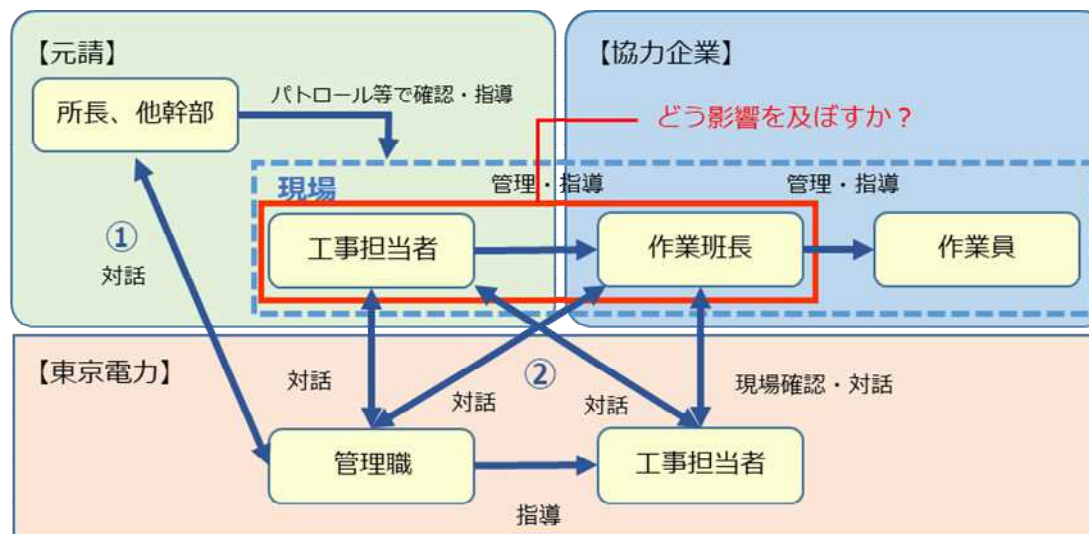 【元請】
【協力企業】
所長、他幹部
パトロール等で確認・指導
どう影響を及ぼすか？
現場
管理・指導
管理・指導
①
対話
工事担当者
作業班長
作業員
【東京電力】
対話
②
対話
対話
現場確認・対話
管理職
工事担当者
指導